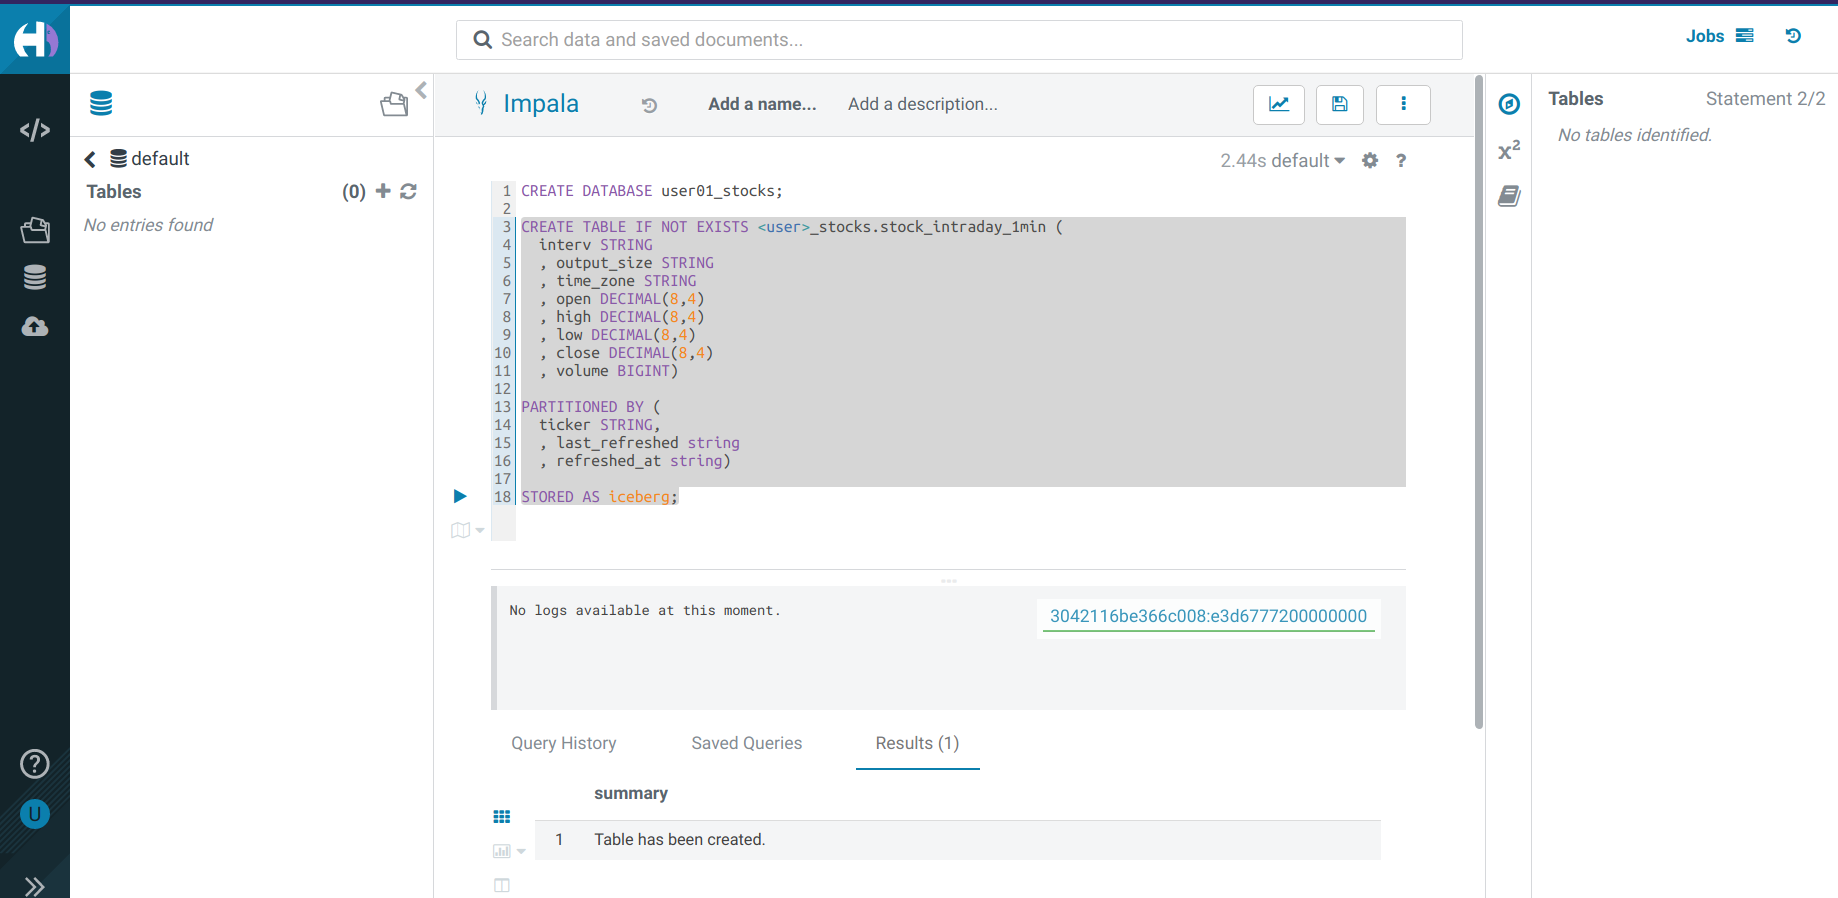 Search data and saved documents...
Jobs
Impala
Add a name...
Add a description...
Tables
Statement 2/2
No tables identified.
default
Tables
(0)
No entries found
2.44s default
?
x2
1 CREATE DATABASE user01_stocks;
2
3 CREATE TABLE IF NOT EXISTS <user>_stocks.stock_intraday_1min (
4 interv STRING
5 , output_size STRING
6 , time_zone STRING
7 , open DECIMAL(8,4)
8 , high DECIMAL(8,4)
9 , low DECIMAL(8,4)
10 , close DECIMAL(8,4)
11 , volume BIGINT)
12
13 PARTITIONED BY (
14 ticker STRING,
15 , last_refreshed string
16 , refreshed_at string)
17
18 STORED AS iceberg;
No logs available at this moment.
3042116be366c008:e3d6777200000000
Query History
Saved Queries
Results (1)
summary
1 Table has been created.
?
U